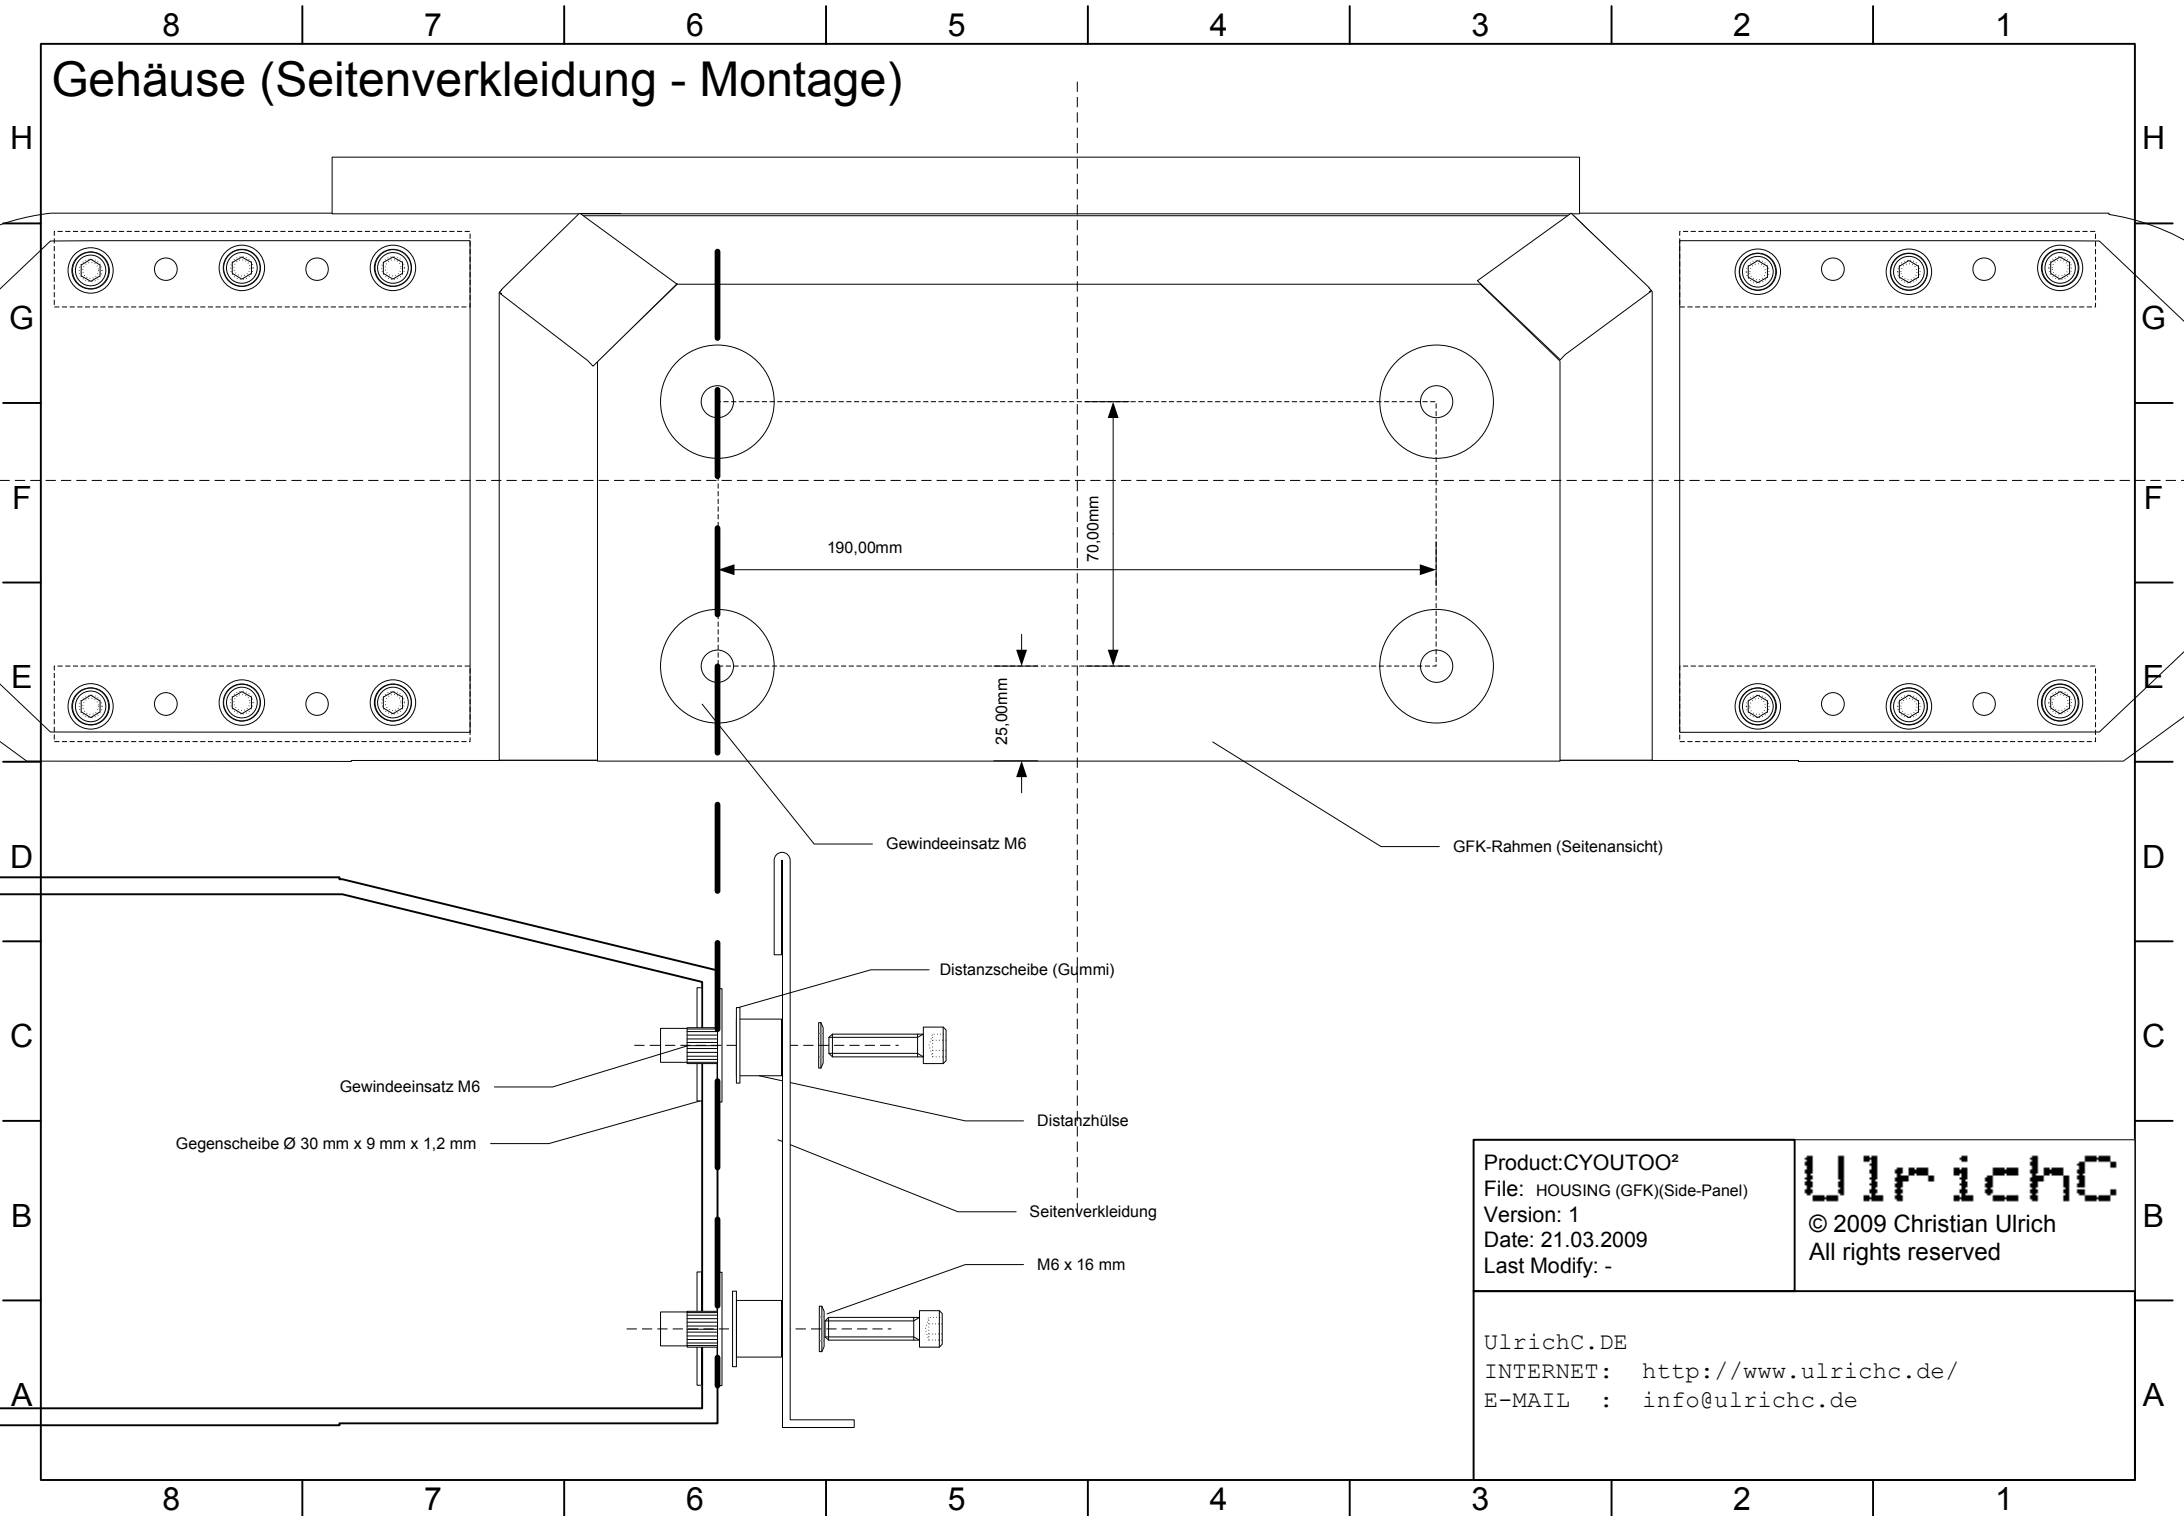 8 7 6 5 4 3 2 1
Gehäuse (Seitenverkleidung - Montage)
H H
G G
F F
190,00mm
70,00mm
E E
25,00mm
Gewindeeinsatz M6
GFK-Rahmen (Seitenansicht)
D D
Distanzscheibe (Gummi)
C C
Gewindeeinsatz M6
Distanzhülse
Gegenscheibe Ø 30 mm x 9 mm x 1,2 mm
Seitenverkleidung
M6 x 16 mm
B B
Product:CYOUTOO²
File: HOUSING (GFK)(Side-Panel)
Version: 1
Date: 21.03.2009
Last Modify: -
UlrichC
© 2009 Christian Ulrich
All rights reserved
UlrichC.DE
INTERNET: http://www.ulrichc.de/
E-MAIL : info@ulrichc.de
A A
8 7 6 5 4 3 2 1